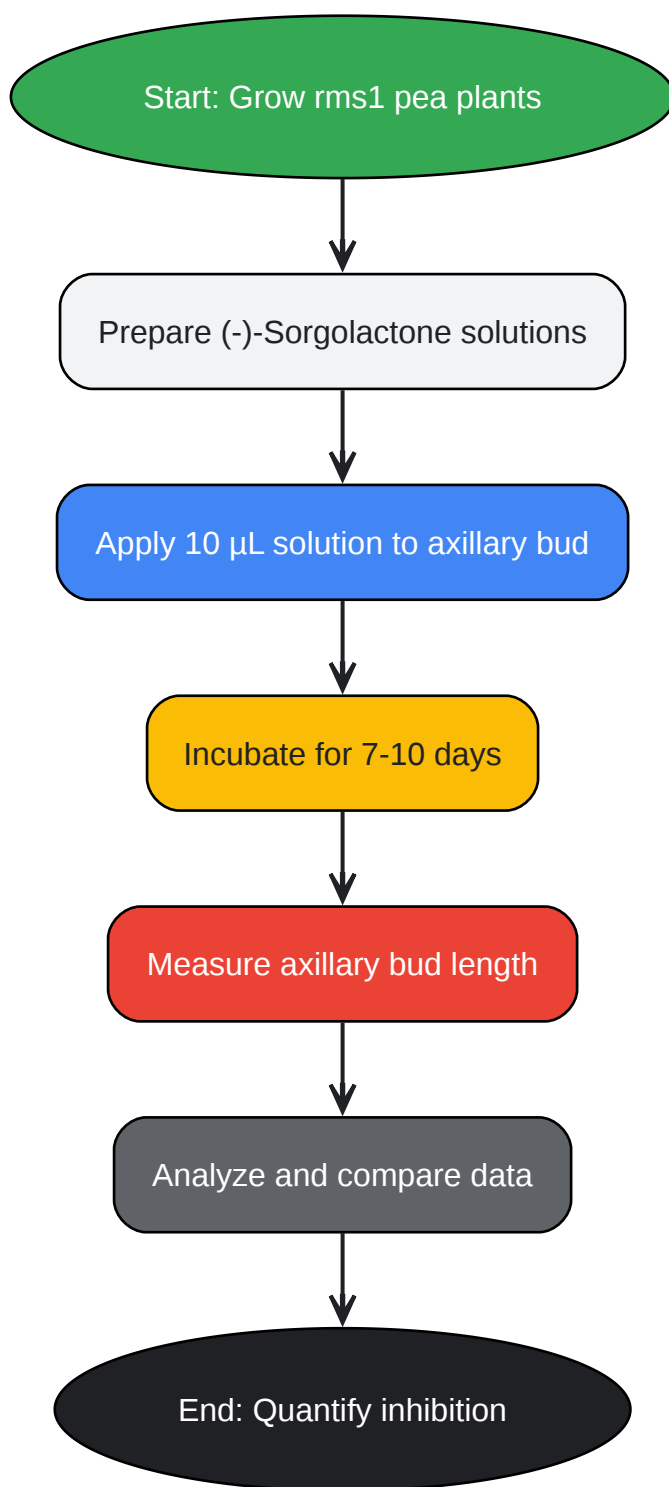 Start: Grow rms1 pea plants
Prepare (-)-Sorgolactone solutions
Apply 10 µL solution to axillary bud
Incubate for 7-10 days
Measure axillary bud length
Analyze and compare data
End: Quantify inhibition